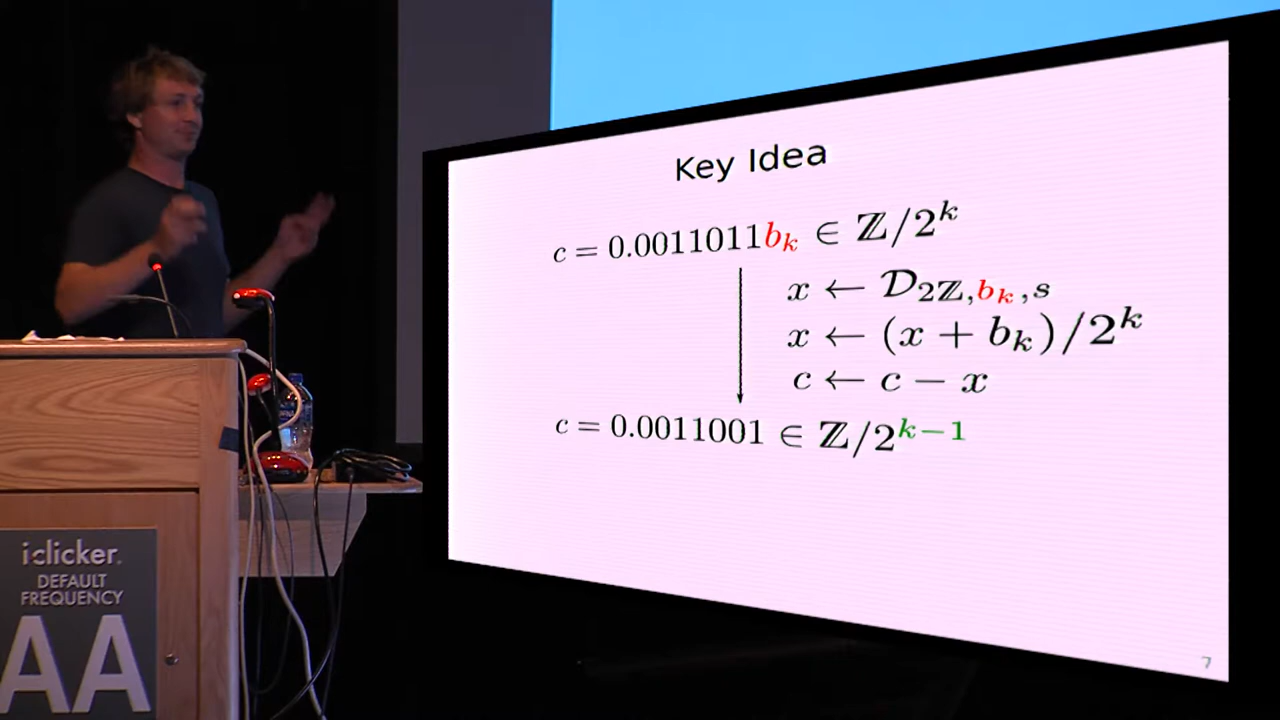 Key Idea
c = 0.0011011b_k ∈ ℤ/2^k
x ← 𝒟_{2ℤ,b_k,s}
x ← (x + b_k)/2^k
c ← c − x
c = 0.0011001 ∈ ℤ/2^{k−1}
7
iclicker.
DEFAULT
FREQUENCY
AA